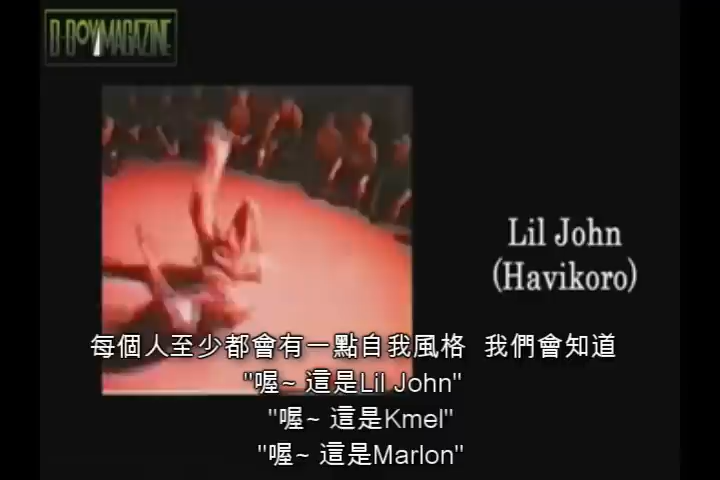 B-BOY MAGAZINE
Lil John
(Havikoro)
每個人至少都會有一點自我風格 我們會知道
"喔~ 這是Lil John"
"喔~ 這是Kmel"
"喔~ 這是Marlon"